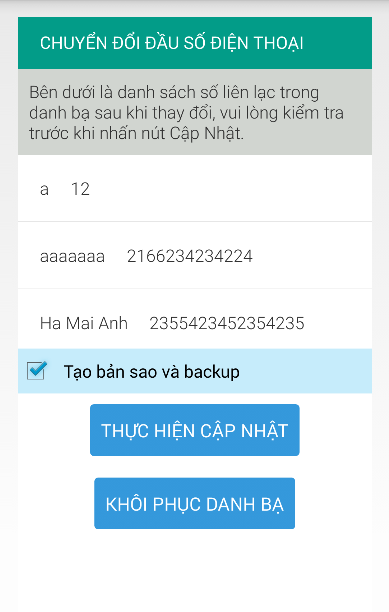 CHUYỂN ĐỔI ĐẦU SỐ ĐIỆN THOẠI
Bên dưới là danh sách số liên lạc trong
danh bạ sau khi thay đổi, vui lòng kiểm tra
trước khi nhấn nút Cập Nhật.
a 12
aaaaaaa 2166234234224
Ha Mai Anh 2355423452354235
Tạo bản sao và backup
THỰC HIỆN CẬP NHẬT
KHÔI PHỤC DANH BẠ